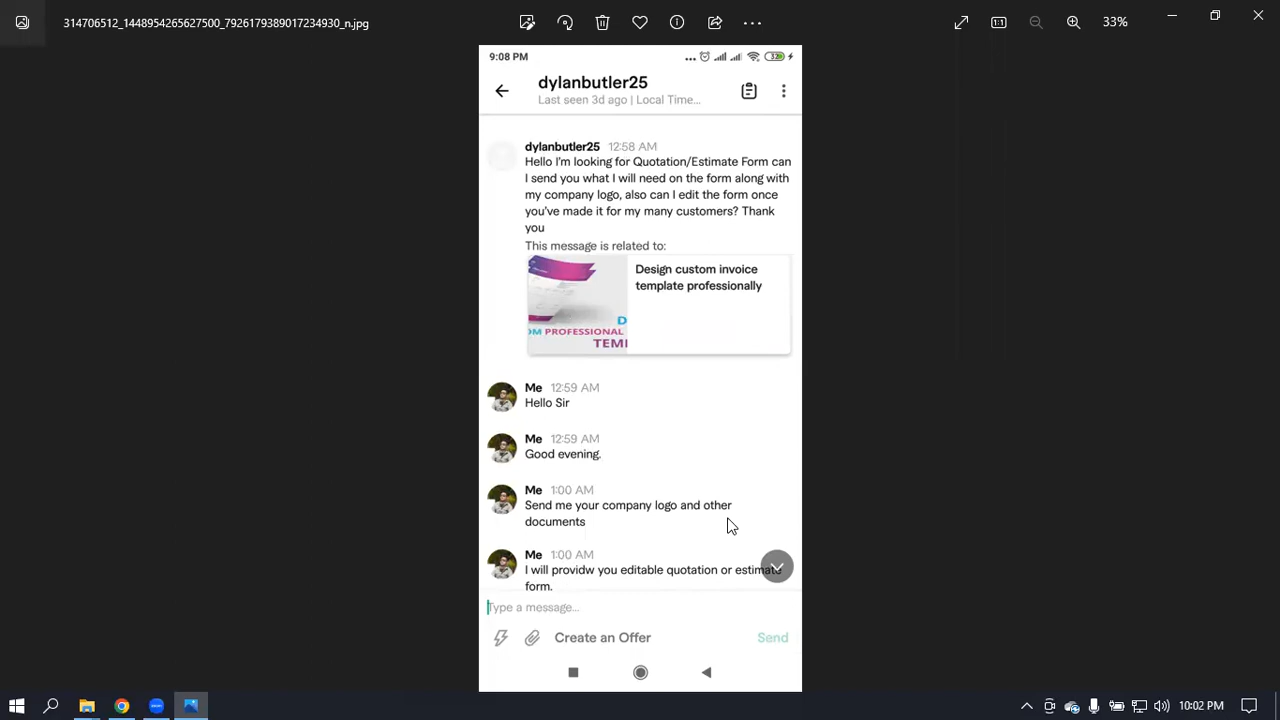 314706512_1448954265627500_7926179389017234930_n.jpg
33%
9:08 PM
32
dylanbutler25
Last seen 3d ago | Local Time...
dylanbutler25 12:58 AM
Hello I'm looking for Quotation/Estimate Form can
I send you what I will need on the form along with
my company logo, also can I edit the form once
you've made it for my many customers? Thank
you
This message is related to:
Design custom invoice
template professionally
D
OM PROFESSIONAL
TEMI
Me 12:59 AM
Hello Sir
Me 12:59 AM
Good evening.
Me 1:00 AM
Send me your company logo and other
documents
Me 1:00 AM
I will providw you editable quotation or estimate
form.
Type a message...
Create an Offer
Send
10:02 PM